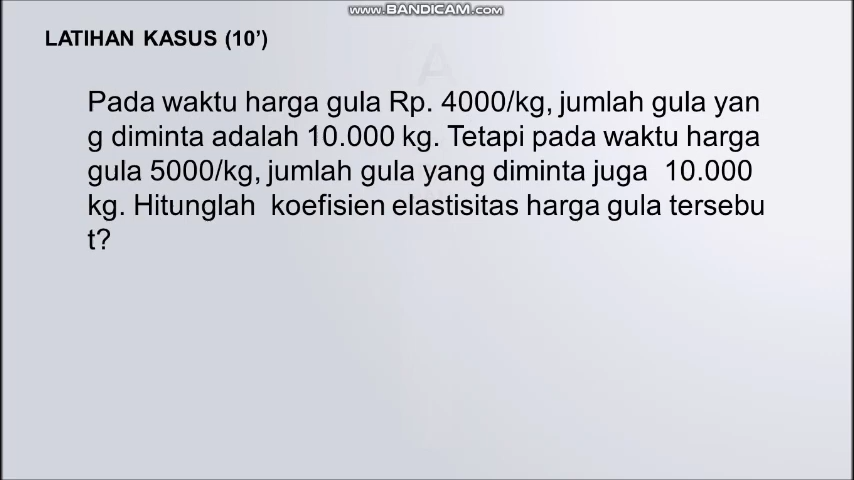 www.BANDICAM.com
LATIHAN KASUS (10’)
Pada waktu harga gula Rp. 4000/kg, jumlah gula yan
g diminta adalah 10.000 kg. Tetapi pada waktu harga
gula 5000/kg, jumlah gula yang diminta juga 10.000
kg. Hitunglah koefisien elastisitas harga gula tersebu
t?